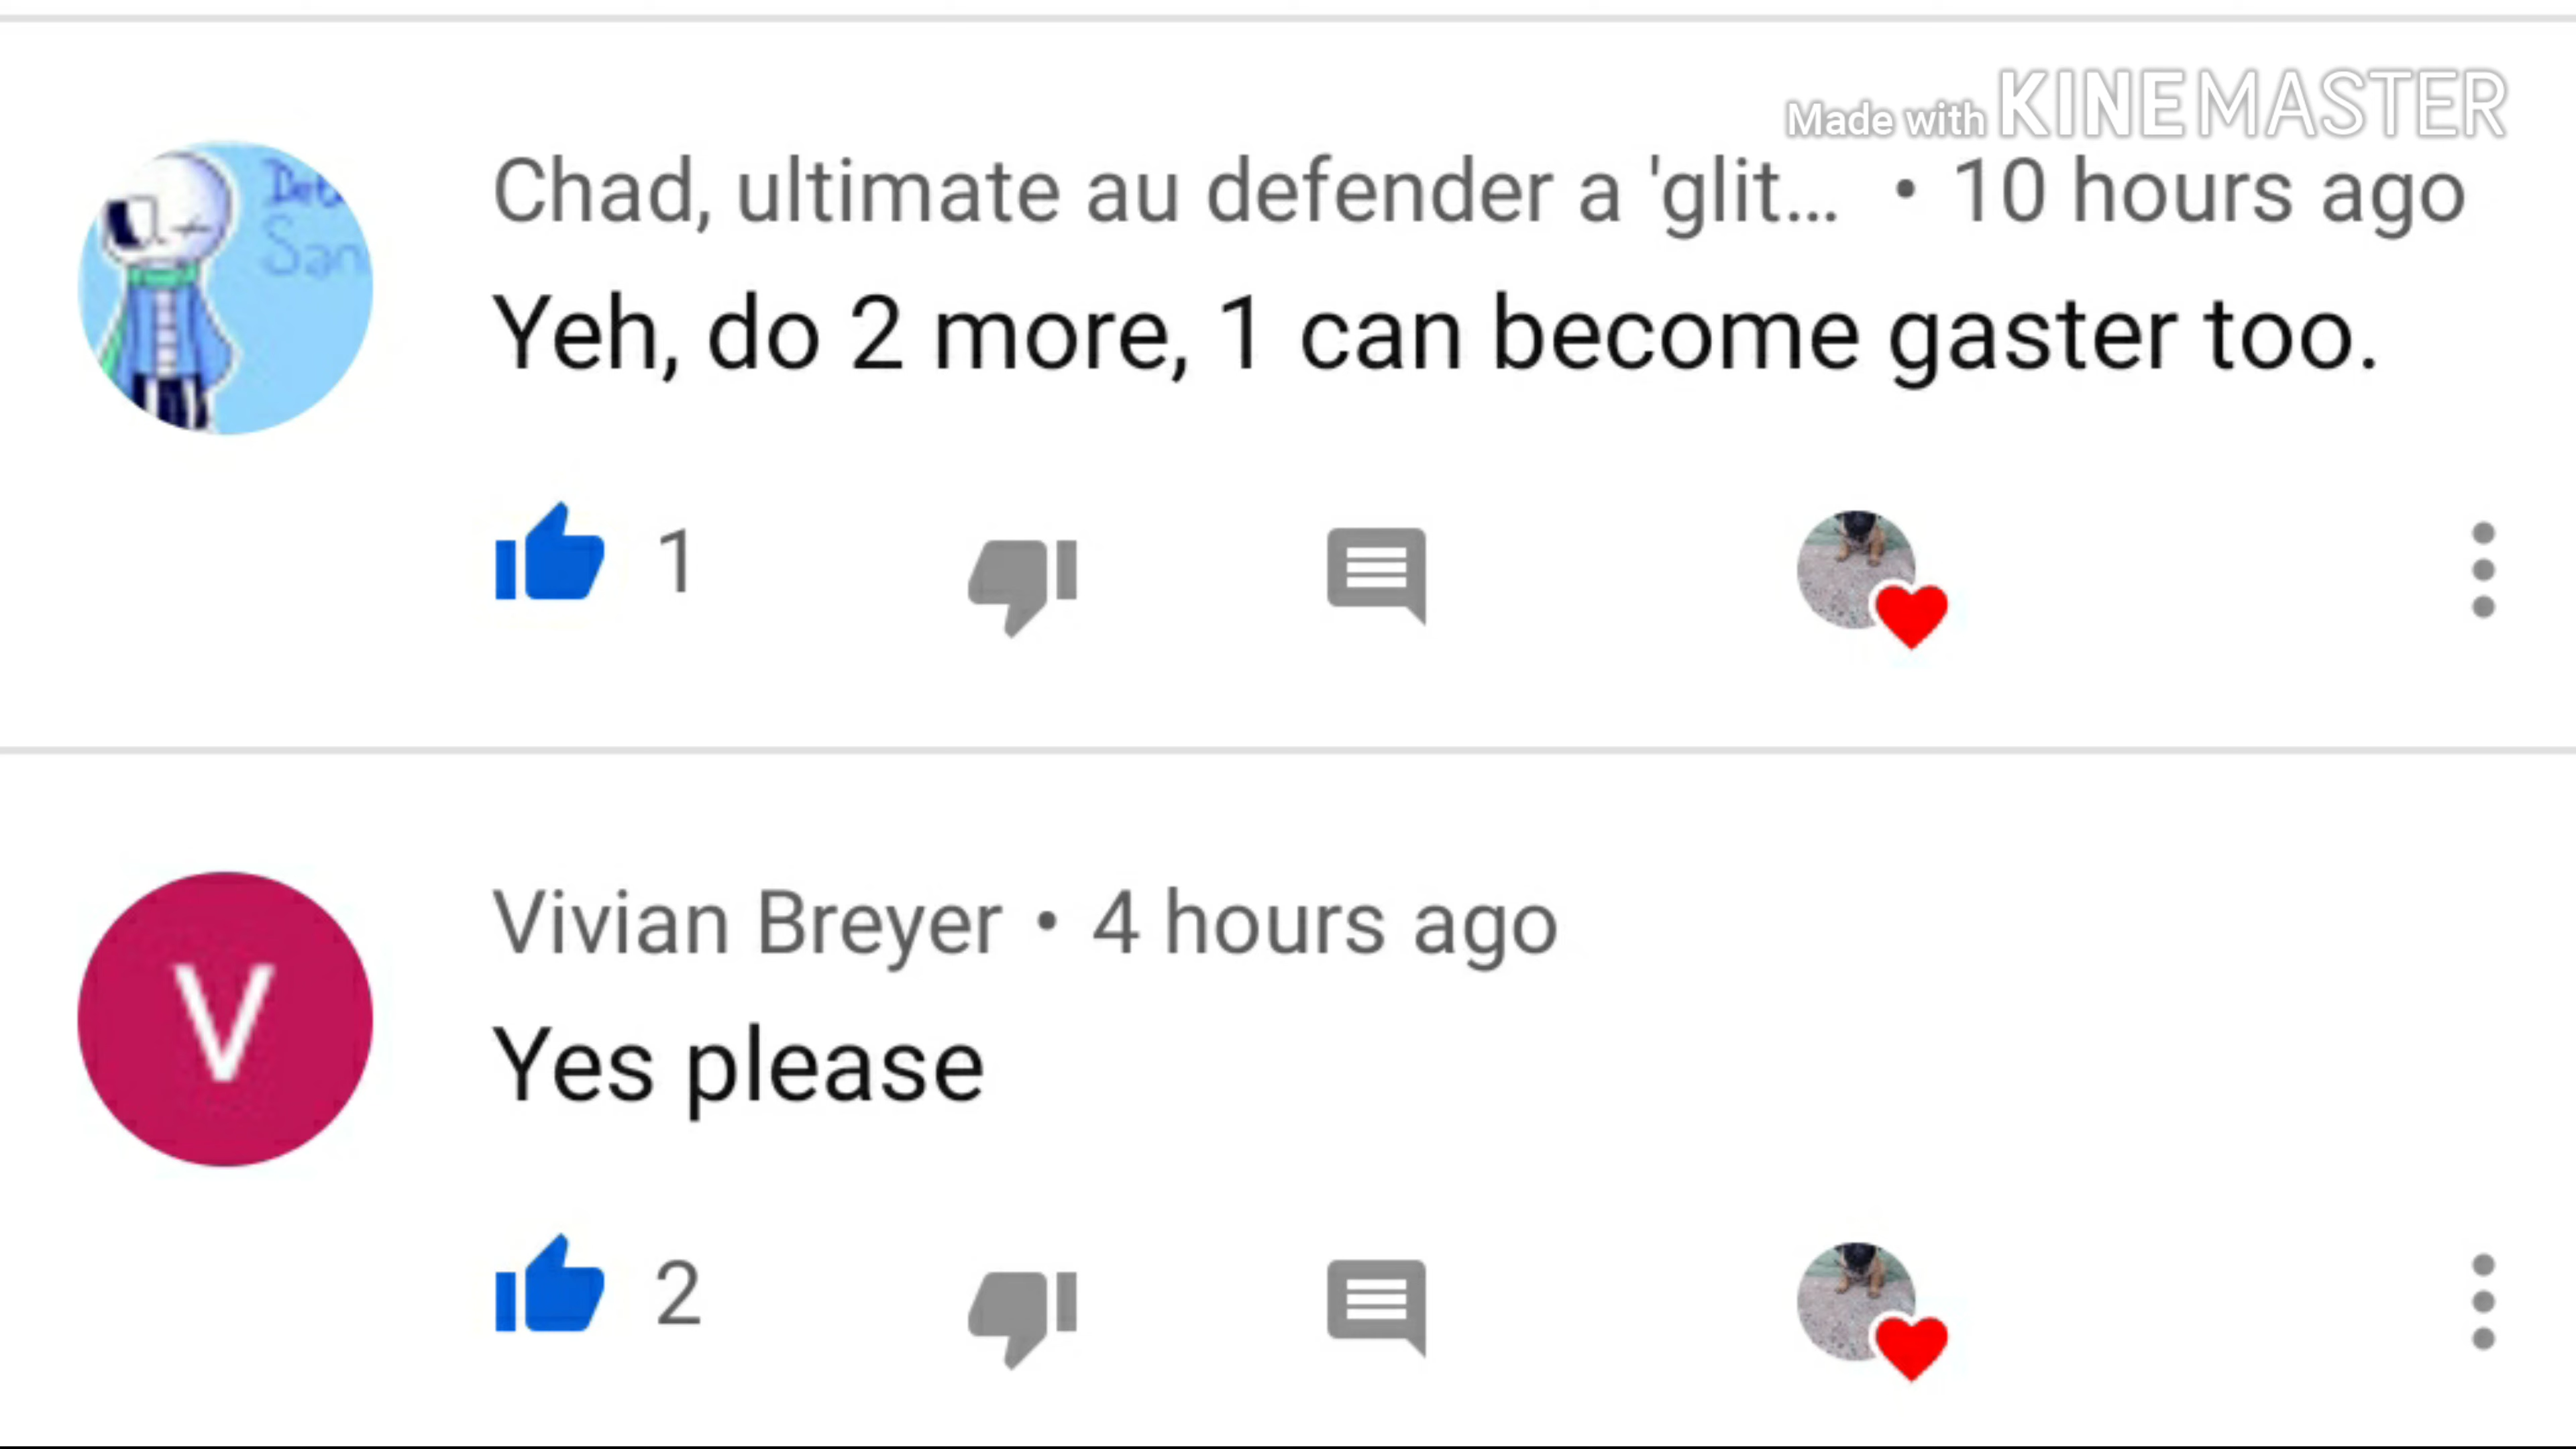 Made with KINEMASTER
Chad, ultimate au defender a 'glit... • 10 hours ago
Yeh, do 2 more, 1 can become gaster too.
1
V
Vivian Breyer • 4 hours ago
Yes please
2